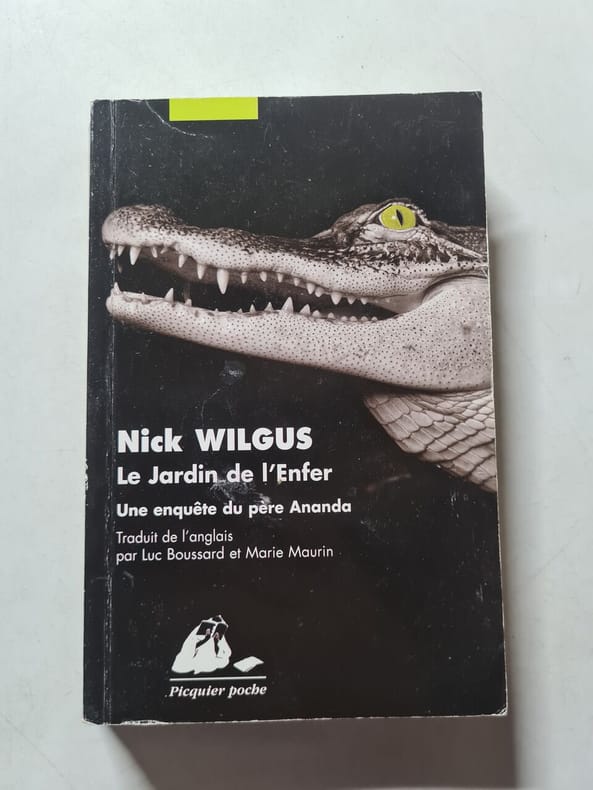 Nick WILGUS
Le Jardin de l'Enfer
Une enquête du père Ananda
Traduit de l'anglais
par Luc Boussard et Marie Maurin
Picquier poche